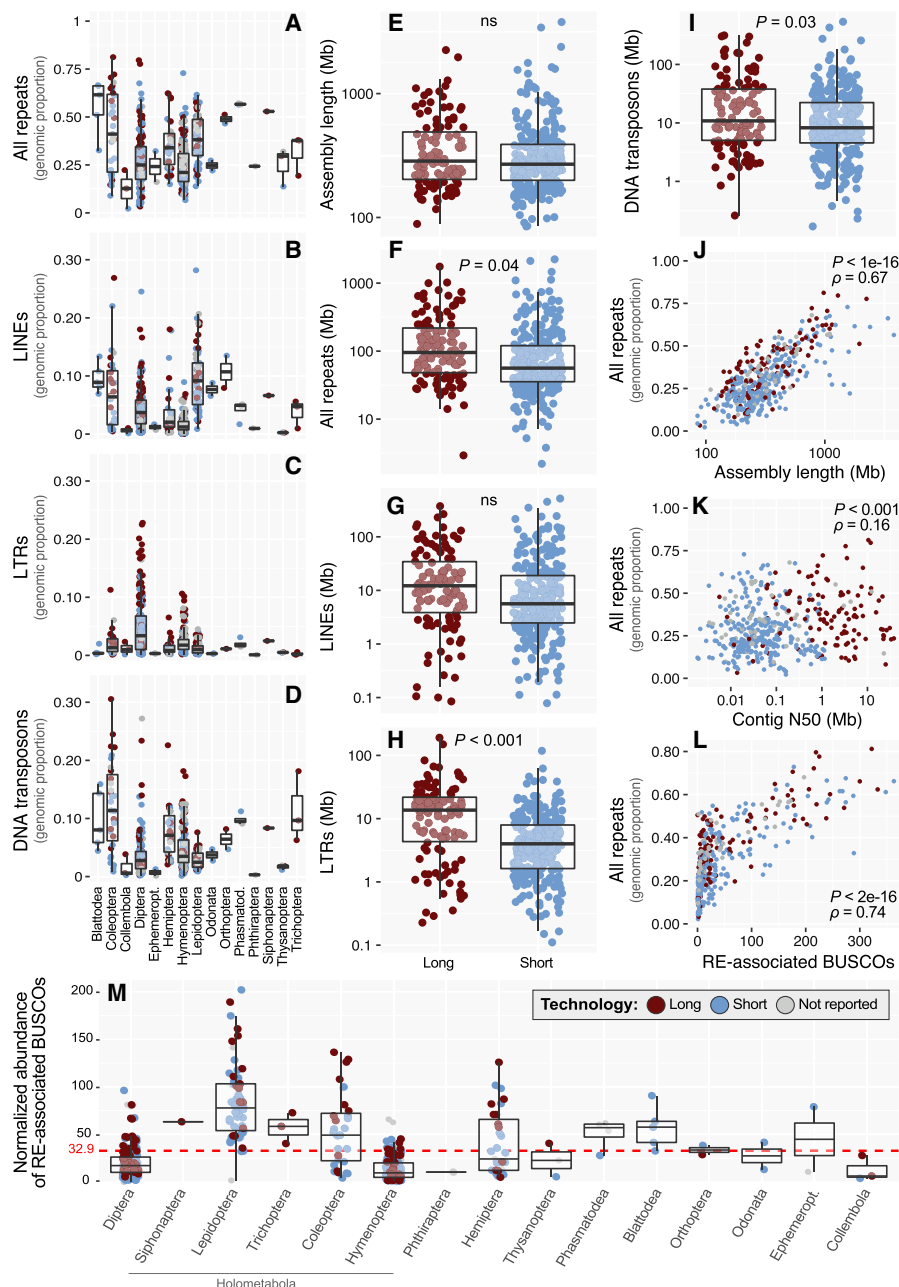 A
1
0.75
0.50
0.25
0
All repeats
(genomic proportion)
B
0.30
0.20
0.10
0
LINEs
(genomic proportion)
C
0.30
0.20
0.10
0
LTRs
(genomic proportion)
D
0.30
0.20
0.10
0
DNA transposons
(genomic proportion)
Blattodea
Coleoptera
Collembola
Diptera
Ephemeropt.
Hemiptera
Hymenoptera
Lepidoptera
Odonata
Orthoptera
Phasmatod.
Phthiraptera
Siphonaptera
Thysanoptera
Trichoptera
E
ns
1000
100
Assembly length (Mb)
F
P = 0.04
1000
100
10
All repeats (Mb)
G
ns
100
10
1
0.1
LINEs (Mb)
H
P < 0.001
100
10
1
0.1
LTRs (Mb)
Long
Short
I
P = 0.03
100
10
1
DNA transposons (Mb)
J
P < 1e-16
ρ = 0.67
1.00
0.75
0.50
0.25
0.00
All repeats
(genomic proportion)
100
1000
Assembly length (Mb)
K
P < 0.001
ρ = 0.16
1.00
0.75
0.50
0.25
0.00
All repeats
(genomic proportion)
0.01
0.1
1
10
Contig N50 (Mb)
L
0.80
0.60
0.40
0.20
0.00
All repeats
(genomic proportion)
P < 2e-16
ρ = 0.74
0
100
200
300
RE-associated BUSCOs
M
Technology:
Long
Short
Not reported
200
150
100
50
32.9
0
Normalized abundance
of RE-associated BUSCOs
Diptera
Siphonaptera
Lepidoptera
Trichoptera
Coleoptera
Hymenoptera
Phthiraptera
Hemiptera
Thysanoptera
Phasmatodea
Blattodea
Orthoptera
Odonata
Ephemeropt.
Collembola
Holometabola